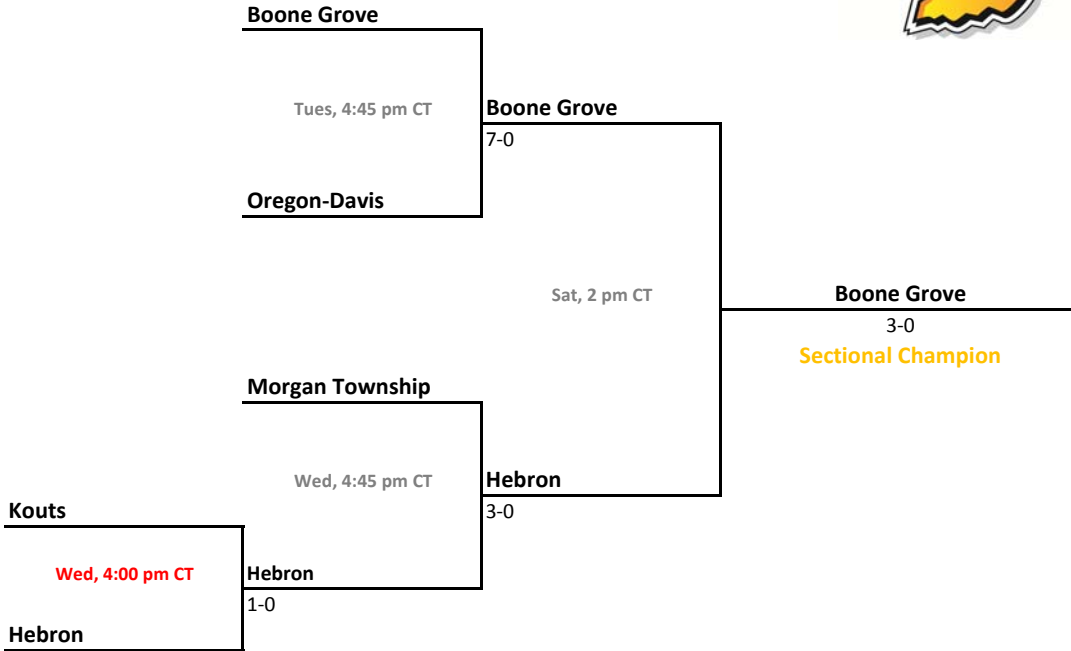 Boone Grove
Tues, 4:45 pm CT
Boone Grove
7-0
Oregon-Davis
Sat, 2 pm CT
Boone Grove
3-0
Sectional Champion
Morgan Township
Wed, 4:45 pm CT
Hebron
3-0
Kouts
Wed, 4:00 pm CT
Hebron
1-0
Hebron